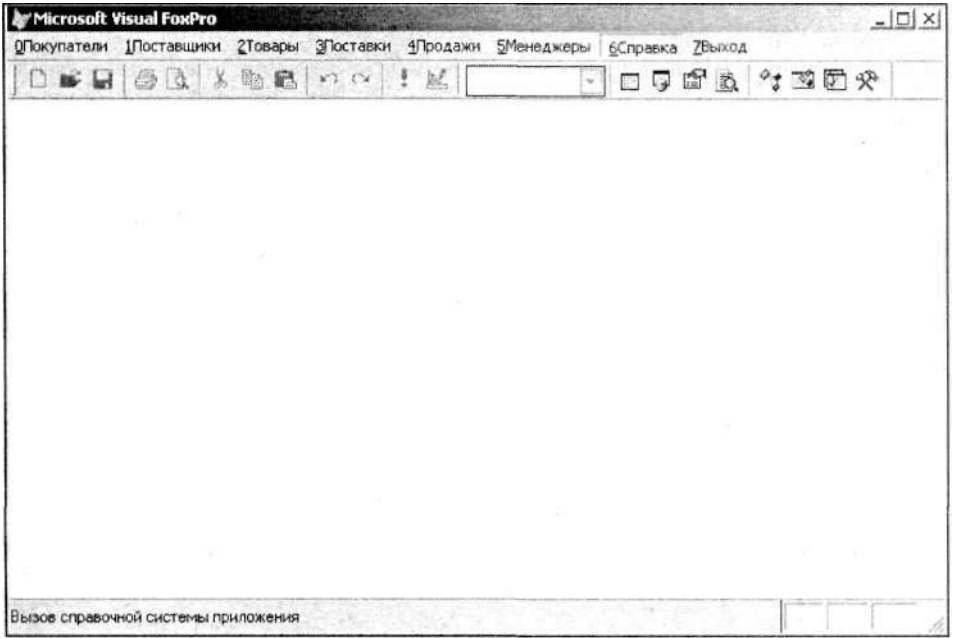 Microsoft Visual FoxPro
0Покупатели 1Поставщики 2Товары 3Поставки 4Продажи 5Менеджеры 6Справка 7Выход
Вызов справочной системы приложения